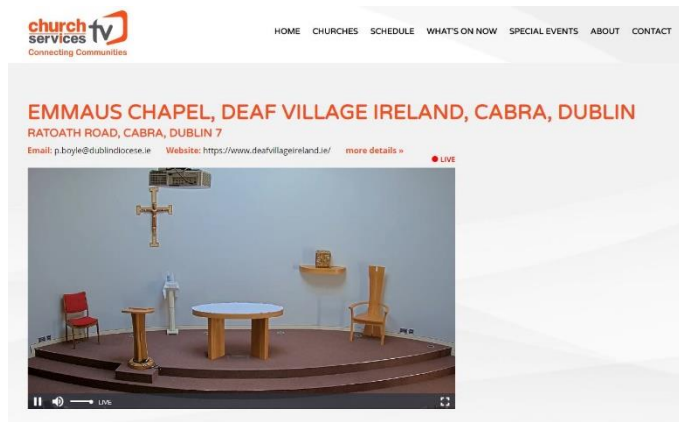 church tv
services
Connecting Communities
HOME CHURCHES SCHEDULE WHAT'S ON NOW SPECIAL EVENTS ABOUT CONTACT
EMMAUS CHAPEL, DEAF VILLAGE IRELAND, CABRA, DUBLIN
RATOATH ROAD, CABRA, DUBLIN 7
Email: p.boyle@dublindiocese.ie Website: https://www.deafvillageireland.ie/ more details »
LIVE
LIVE